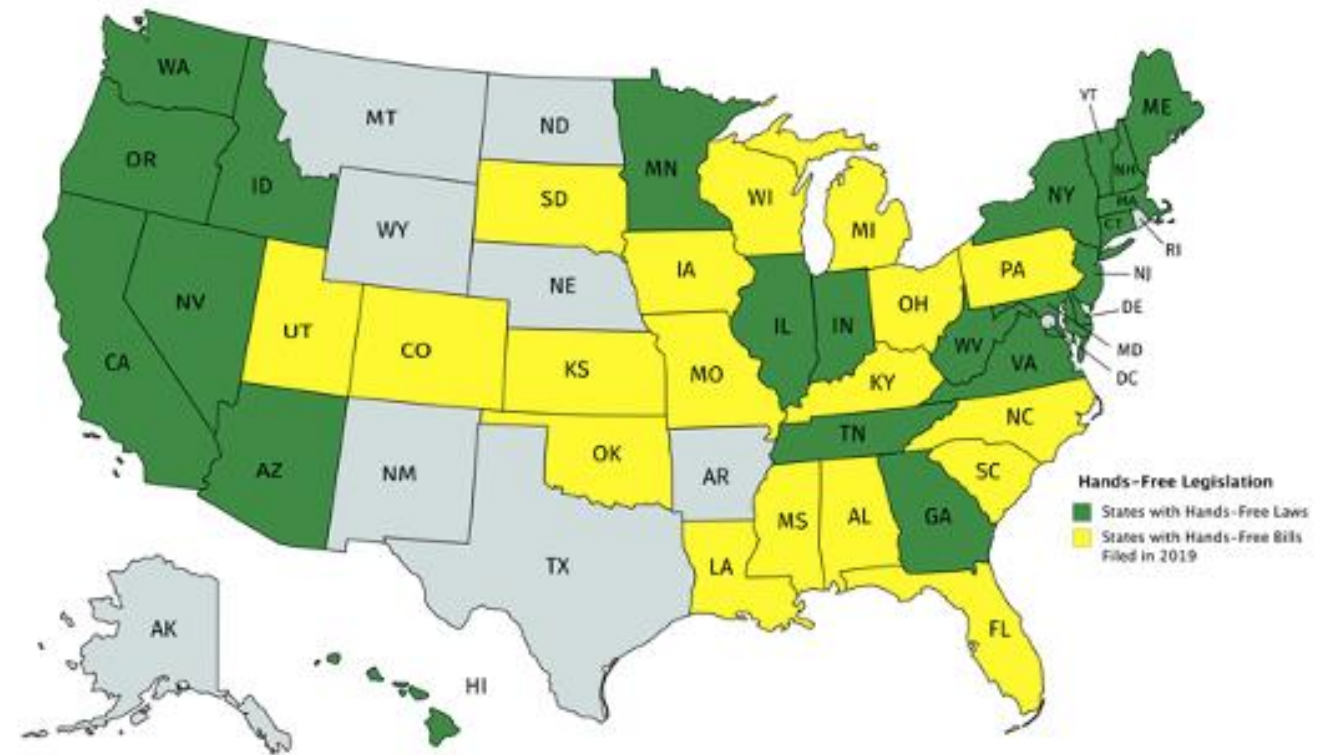 WA
MT
ND
MN
VT
ME
OR
ID
SD
WI
MI
NY
NH
MA
CT
RI
WY
NE
IA
PA
NJ
NV
UT
CO
KS
MO
IL
IN
OH
DE
WV
VA
MD
DC
CA
KY
AZ
NM
OK
AR
TN
NC
SC
MS
AL
GA
TX
LA
FL
AK
HI
Hands-Free Legislation
States with Hands-Free Laws
States with Hands-Free Bills
Filed in 2019